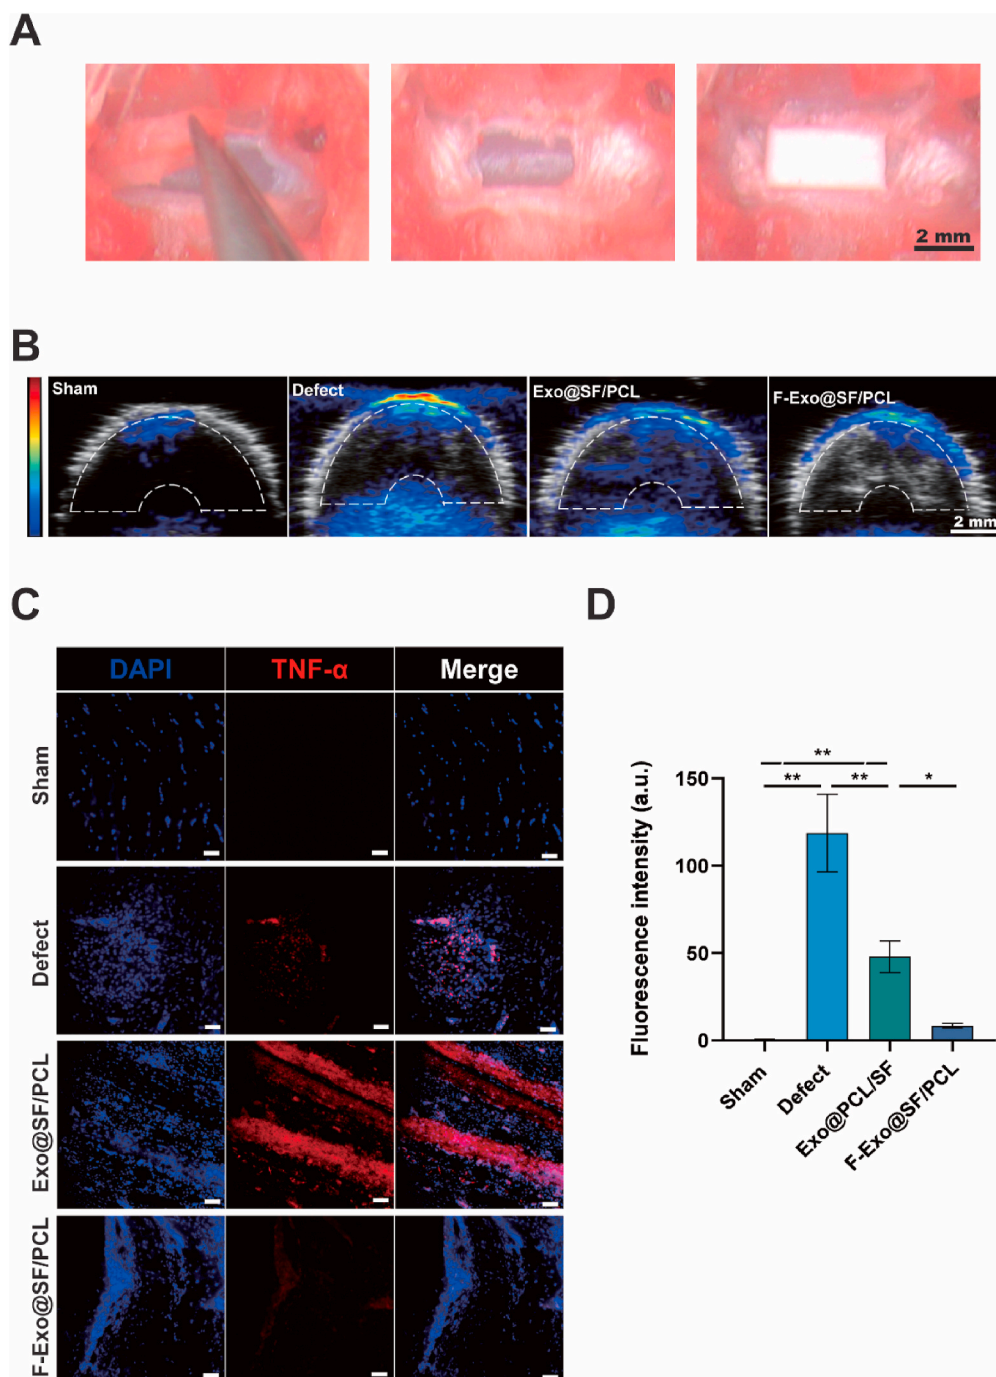 A
2 mm
B
Sham
Defect
Exo@SF/PCL
F-Exo@SF/PCL
2 mm
C
DAPI
TNF-α
Merge
Sham
Defect
Exo@SF/PCL
F-Exo@SF/PCL
D
**
** ** *
Fluorescence intensity (a.u.)
150
100
50
0
Sham
Defect
Exo@PCL/SF
F-Exo@SF/PCL